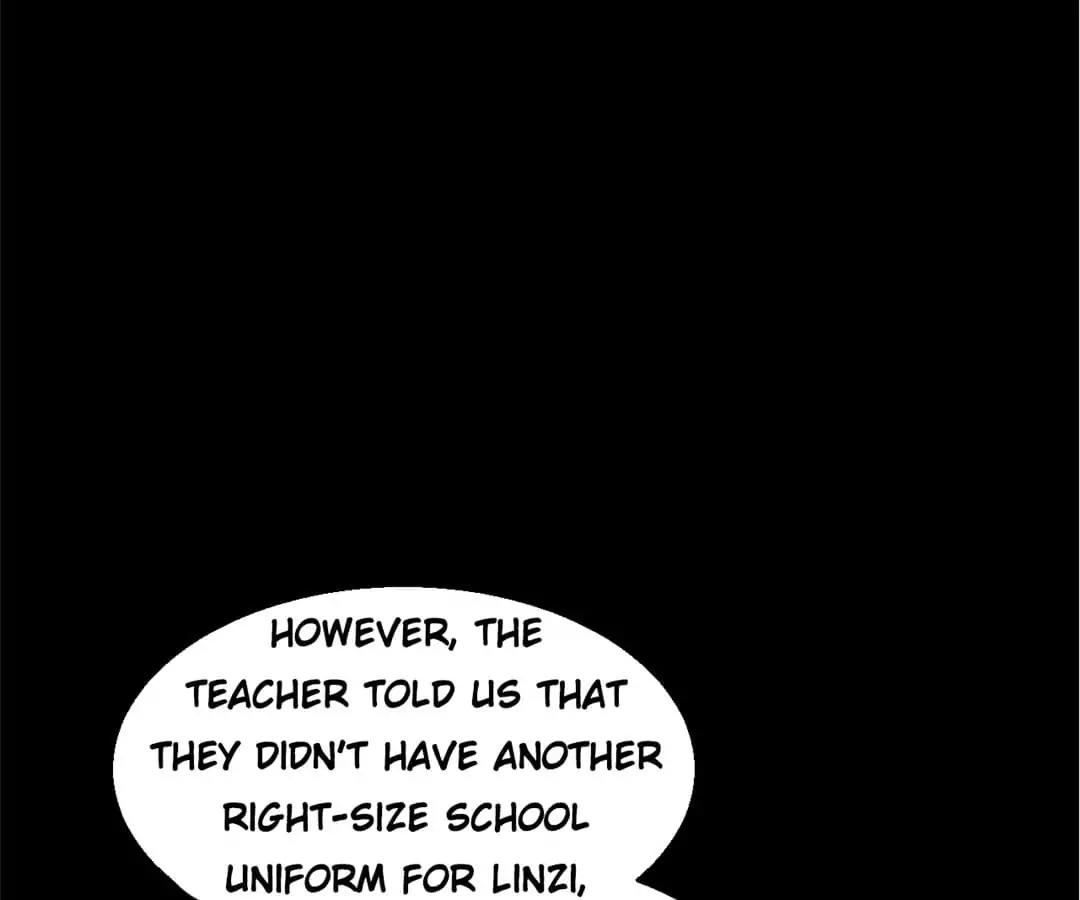 HOWEVER, THE
TEACHER TOLD US THAT
THEY DIDN'T HAVE ANOTHER
RIGHT-SIZE SCHOOL
UNIFORM FOR LINZI,